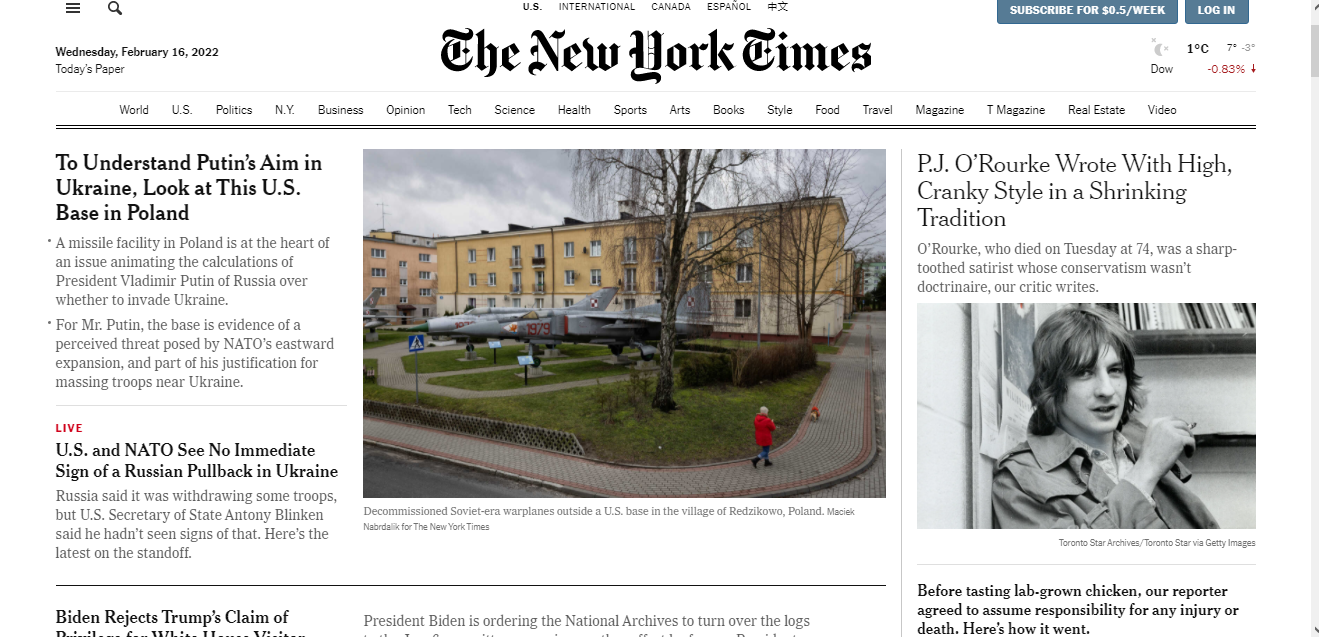 U.S. INTERNATIONAL CANADA ESPAÑOL 中文
SUBSCRIBE FOR $0.5/WEEK
LOG IN
Wednesday, February 16, 2022
Today's Paper
The New York Times
1°C 7° -3°
Dow -0.83% ↓
World U.S. Politics N.Y. Business Opinion Tech Science Health Sports Arts Books Style Food Travel Magazine T Magazine Real Estate Video
To Understand Putin's Aim in
Ukraine, Look at This U.S.
Base in Poland
• A missile facility in Poland is at the heart of
an issue animating the calculations of
President Vladimir Putin of Russia over
whether to invade Ukraine.
• For Mr. Putin, the base is evidence of a
perceived threat posed by NATO's eastward
expansion, and part of his justification for
massing troops near Ukraine.
LIVE
U.S. and NATO See No Immediate
Sign of a Russian Pullback in Ukraine
Russia said it was withdrawing some troops,
but U.S. Secretary of State Antony Blinken
said he hadn't seen signs of that. Here's the
latest on the standoff.
1979
Decommissioned Soviet-era warplanes outside a U.S. base in the village of Redzikowo, Poland. Maciek
Nabrdalik for The New York Times
P.J. O'Rourke Wrote With High,
Cranky Style in a Shrinking
Tradition
O'Rourke, who died on Tuesday at 74, was a sharp-
toothed satirist whose conservatism wasn't
doctrinaire, our critic writes.
Toronto Star Archives/Toronto Star via Getty Images
Before tasting lab-grown chicken, our reporter
agreed to assume responsibility for any injury or
death. Here's how it went.
Biden Rejects Trump's Claim of
Privilege for White House Visitor
President Biden is ordering the National Archives to turn over the logs